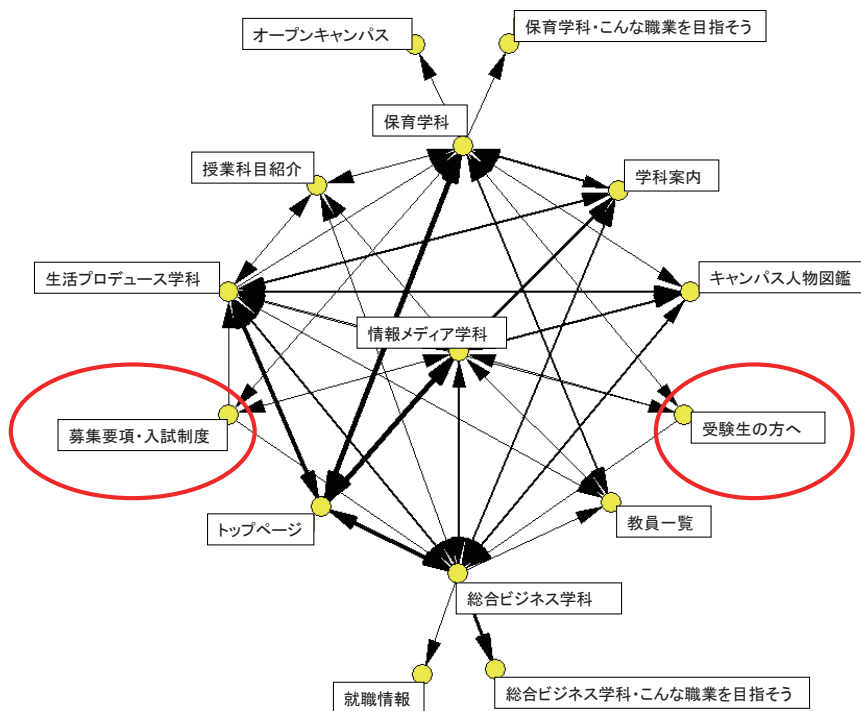 オープンキャンパス
保育学科・こんな職業を目指そう
保育学科
授業科目紹介
学科案内
生活プロデュース学科
キャンパス人物図鑑
情報メディア学科
募集要項・入試制度
受験生の方へ
トップページ
教員一覧
総合ビジネス学科
就職情報
総合ビジネス学科・こんな職業を目指そう